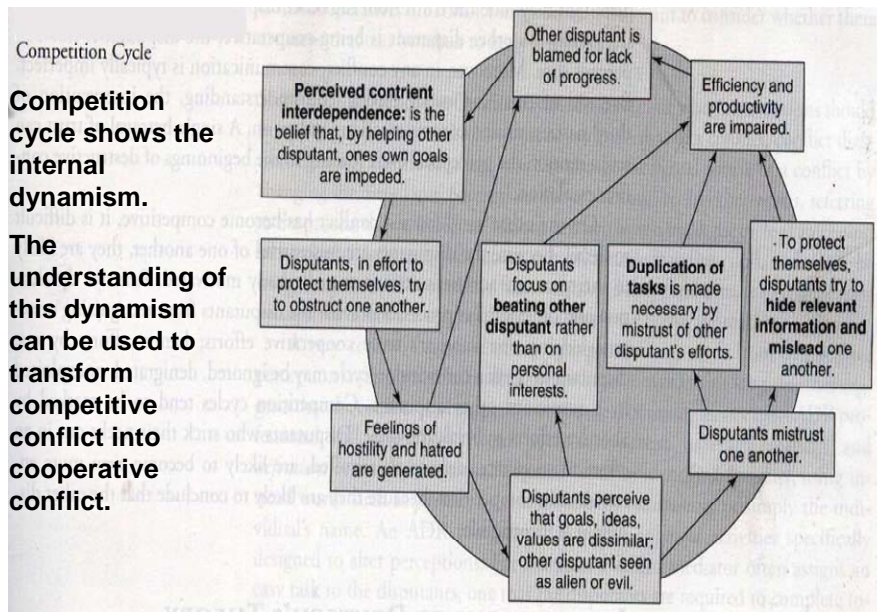 Competition Cycle
Competition
cycle shows the
internal
dynamism.
The
understanding of
this dynamism
can be used to
transform
competitive
conflict into
cooperative
conflict.
Other disputant is
blamed for lack
of progress.
Perceived contrient
interdependence: is the
belief that, by helping other
disputant, ones own goals
are impeded.
Efficiency and
productivity
are impaired.
Disputants, in effort to
protect themselves, try
to obstruct one another.
Disputants
focus on
beating other
disputant rather
than on
personal
interests.
Duplication of
tasks is made
necessary by
mistrust of other
disputant's efforts.
To protect
themselves,
disputants try to
hide relevant
information and
mislead one
another.
Feelings of
hostility and hatred
are generated.
Disputants mistrust
one another.
Disputants perceive
that goals, ideas,
values are dissimilar;
other disputant seen
as alien or evil.